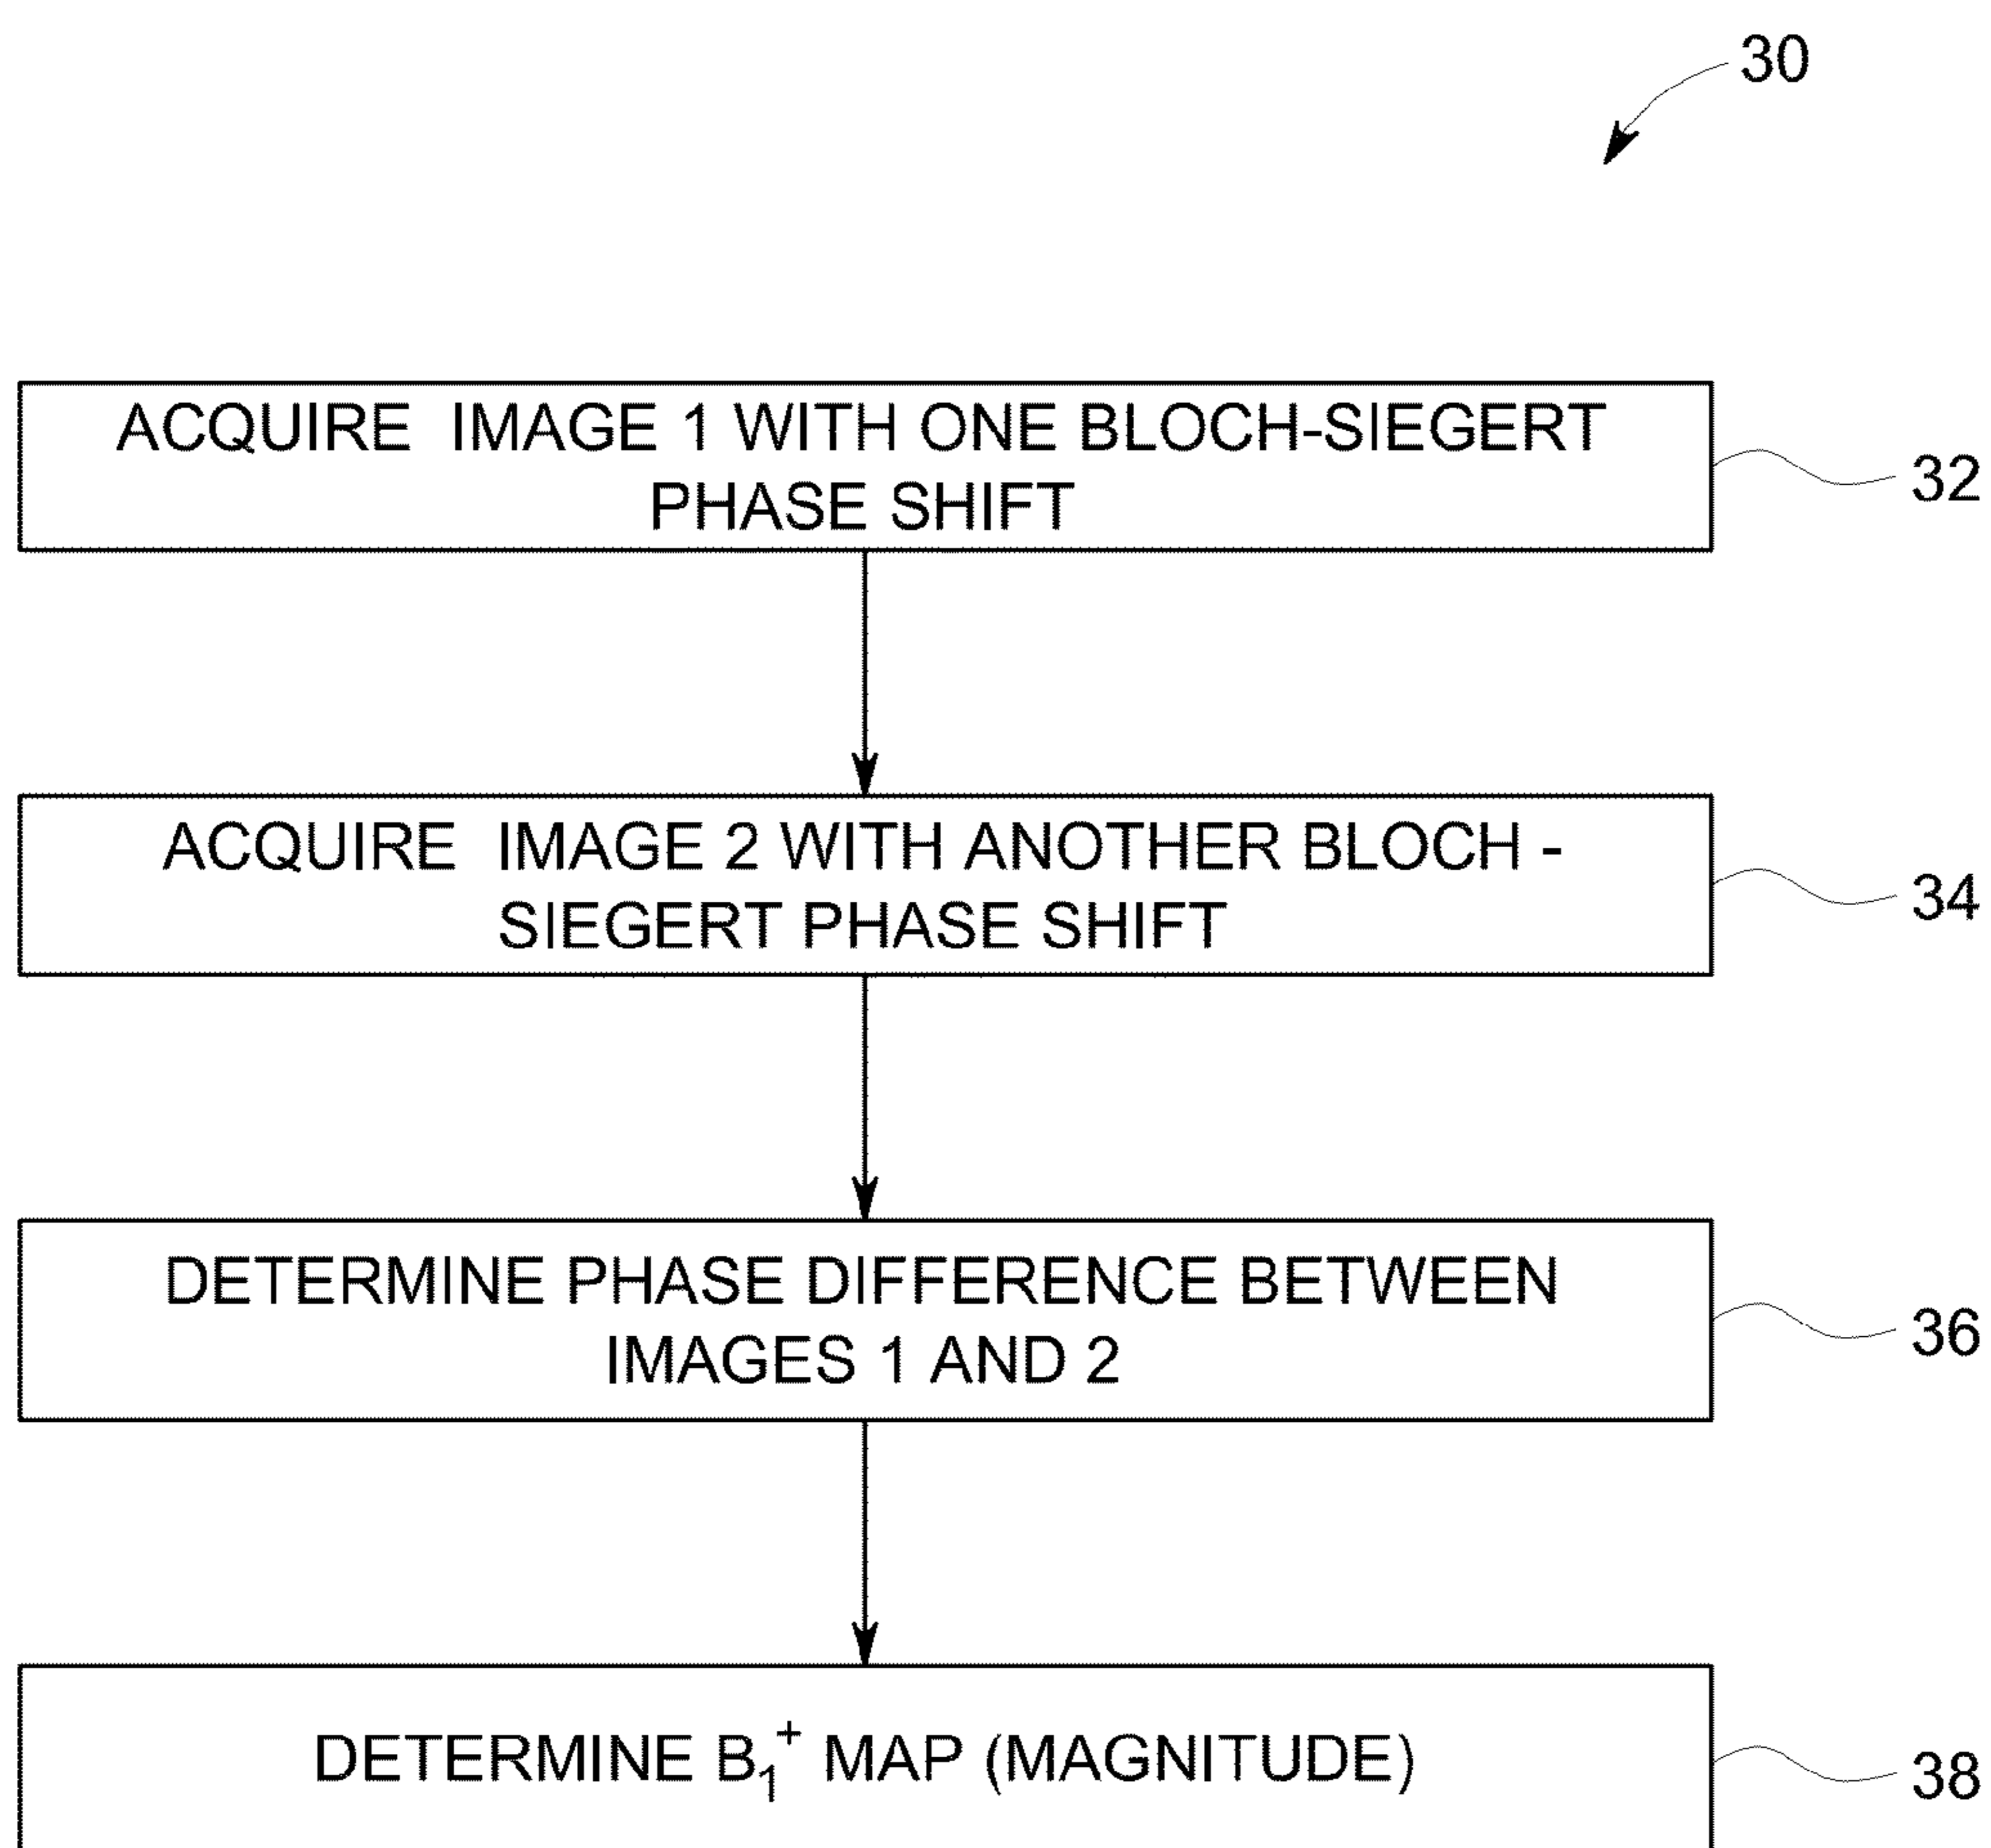 30
ACQUIRE IMAGE 1 WITH ONE BLOCH-SIEGERT
PHASE SHIFT
32
ACQUIRE IMAGE 2 WITH ANOTHER BLOCH -
SIEGERT PHASE SHIFT
34
DETERMINE PHASE DIFFERENCE BETWEEN
IMAGES 1 AND 2
36
DETERMINE B₁⁺ MAP (MAGNITUDE)
38